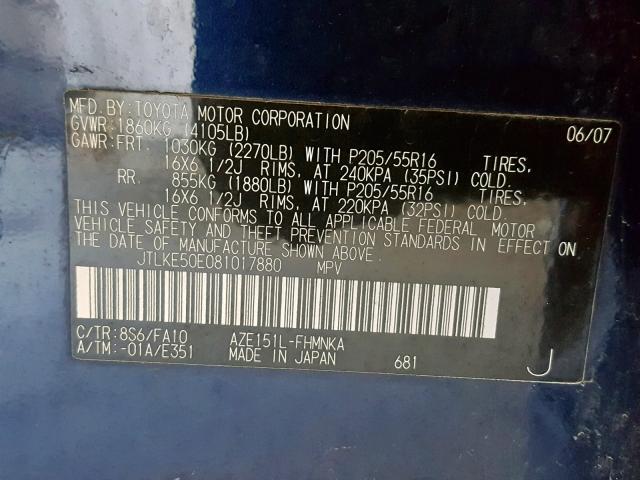 MFD.BY:TOYOTA MOTOR CORPORATION 06/07
GVWR 1860KG (4105LB)
GAWR:FRT. 1030KG (2270LB) WITH P205/55R16 TIRES,
16X6 1/2J RIMS, AT 240KPA (35PSI) COLD.
RR. 855KG (1880LB) WITH P205/55R16 TIRES,
16X6 1/2J RIMS, AT 220KPA (32PSI) COLD.
THIS VEHICLE CONFORMS TO ALL APPLICABLE FEDERAL MOTOR
VEHICLE SAFETY AND THEFT PREVENTION STANDARDS IN EFFECT ON
THE DATE OF MANUFACTURE SHOWN ABOVE.
JTLKE50E081017880 MPV
C/TR:8S6/FA10 AZE151L-FHMNKA
A/TM:-01A/E351 MADE IN JAPAN 681 J